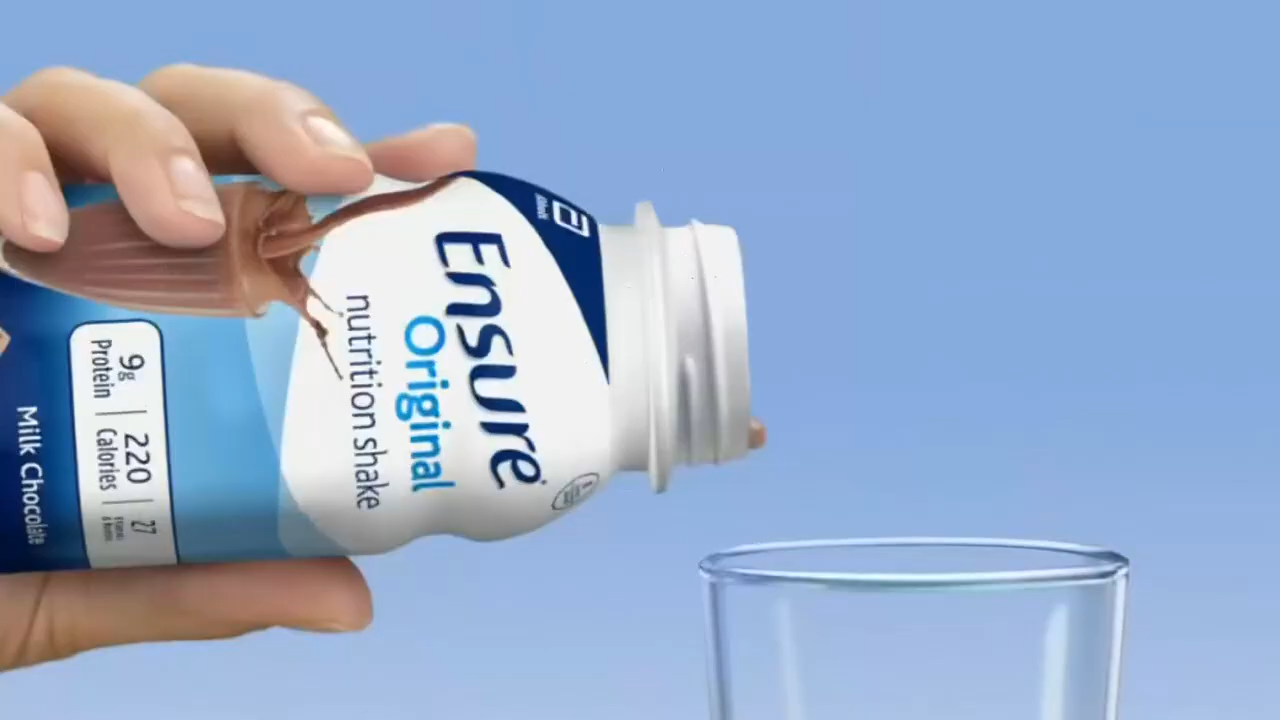 Ensure
Original
nutrition shake
9g
Protein
220
Calories
27
Milk Chocolate